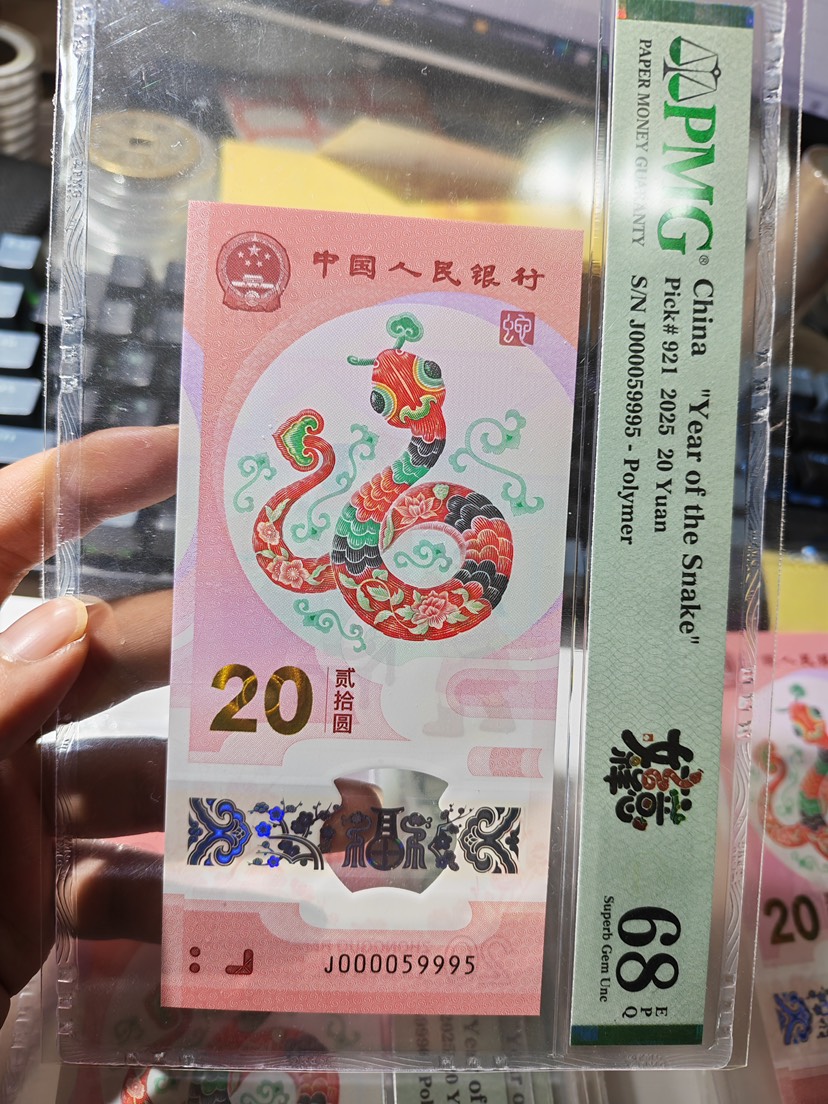 中国人民银行
蛇
20
贰拾圆
J000059995
PMG®
PAPER MONEY GUARANTY
China "Year of the Snake"
Pick# 921 2025 20 Yuan
S/N J000059995 - Polymer
68 EPQ
Superb Gem Unc
20